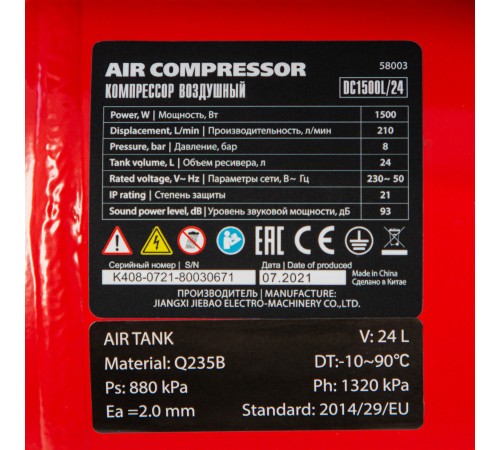 58003
AIR COMPRESSOR
КОМПРЕССОР ВОЗДУШНЫЙ
DC1500L/24
Power, W | Мощность, Вт 1500
Displacement, L/min | Производительность, л/мин 210
Pressure, bar | Давление, бар 8
Tank volume, L | Объем ресивера, л 24
Rated voltage, V~ Hz | Параметры сети, В~ Гц 230~ 50
IP rating | Степень защиты 21
Sound power level, dB | Уровень звуковой мощности, дБ 93
EAC CE
Серийный номер | S/N
K408-0721-80030671
Дата | Date of produced
07.2021
Made in China
Сделано в Китае
ПРОИЗВОДИТЕЛЬ | MANUFACTURE:
JIANGXI JIEBAO ELECTRO-MACHINERY CO.,LTD.
AIR TANK V: 24 L
Material: Q235B DT:-10~90℃
Ps: 880 kPa Ph: 1320 kPa
Ea =2.0 mm Standard: 2014/29/EU